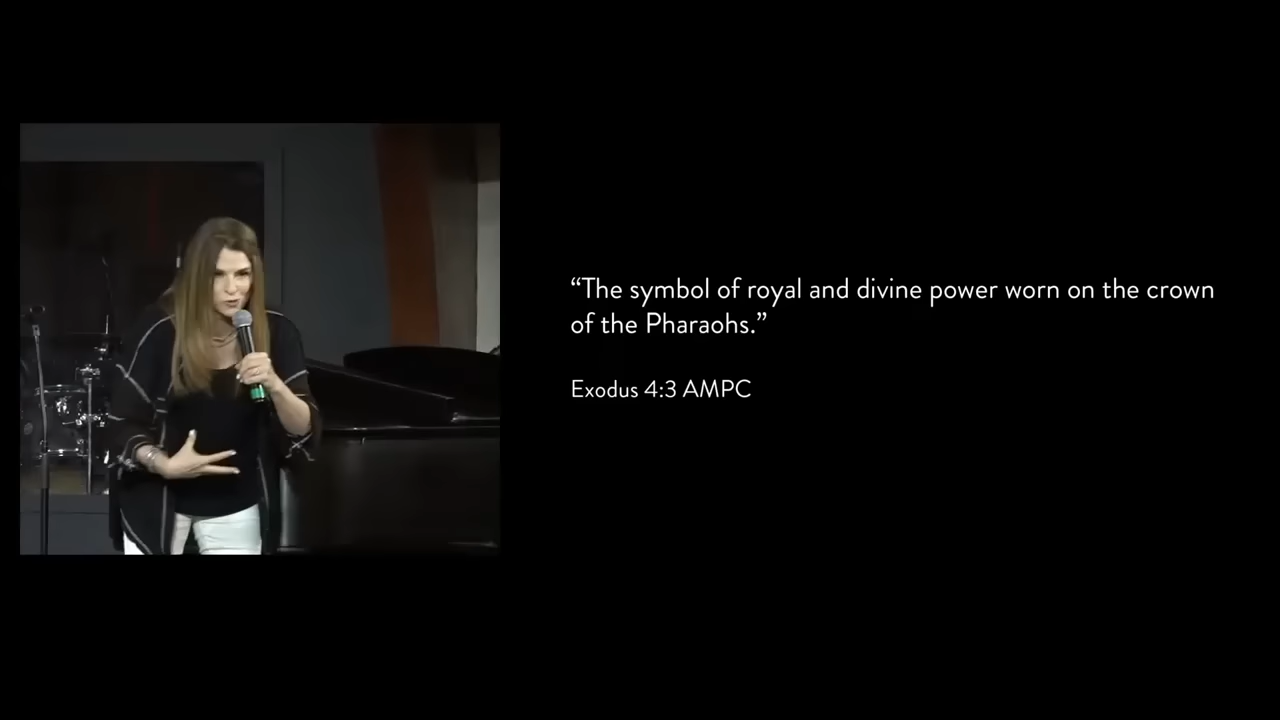 “The symbol of royal and divine power worn on the crown
of the Pharaohs.”
Exodus 4:3 AMPC